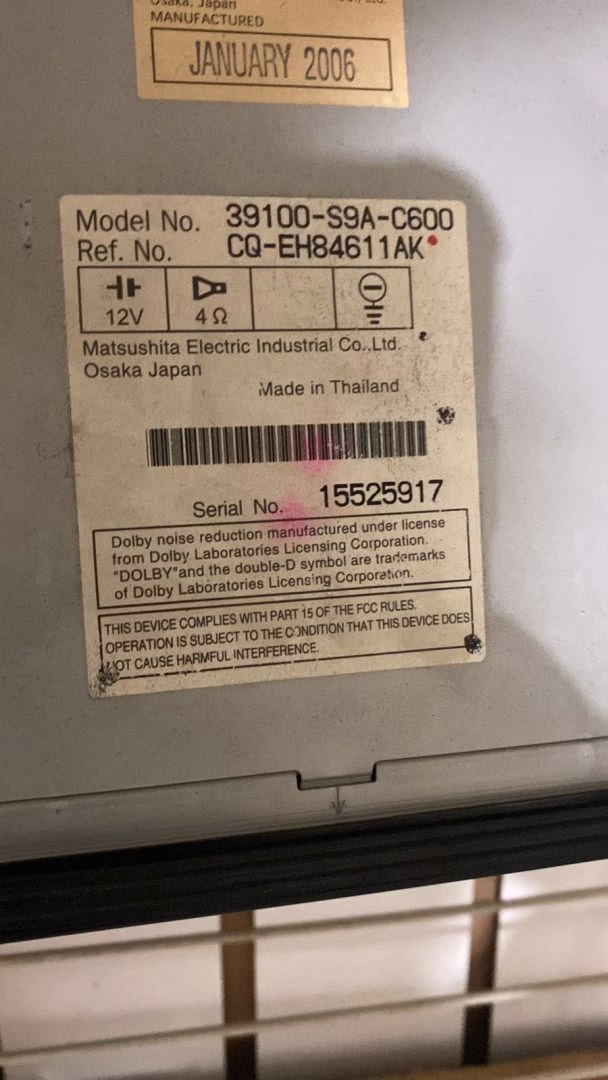 Osaka, Japan
MANUFACTURED
JANUARY 2006
Model No. 39100-S9A-C600
Ref. No. CQ-EH84611AK
12V 4Ω
Matsushita Electric Industrial Co.,Ltd.
Osaka Japan
Made in Thailand
Serial No. 15525917
Dolby noise reduction manufactured under license
from Dolby Laboratories Licensing Corporation.
"DOLBY"and the double-D symbol are trademarks
of Dolby Laboratories Licensing Corporation.
THIS DEVICE COMPLIES WITH PART 15 OF THE FCC RULES.
OPERATION IS SUBJECT TO THE CONDITION THAT THIS DEVICE DOES
NOT CAUSE HARMFUL INTERFERENCE.